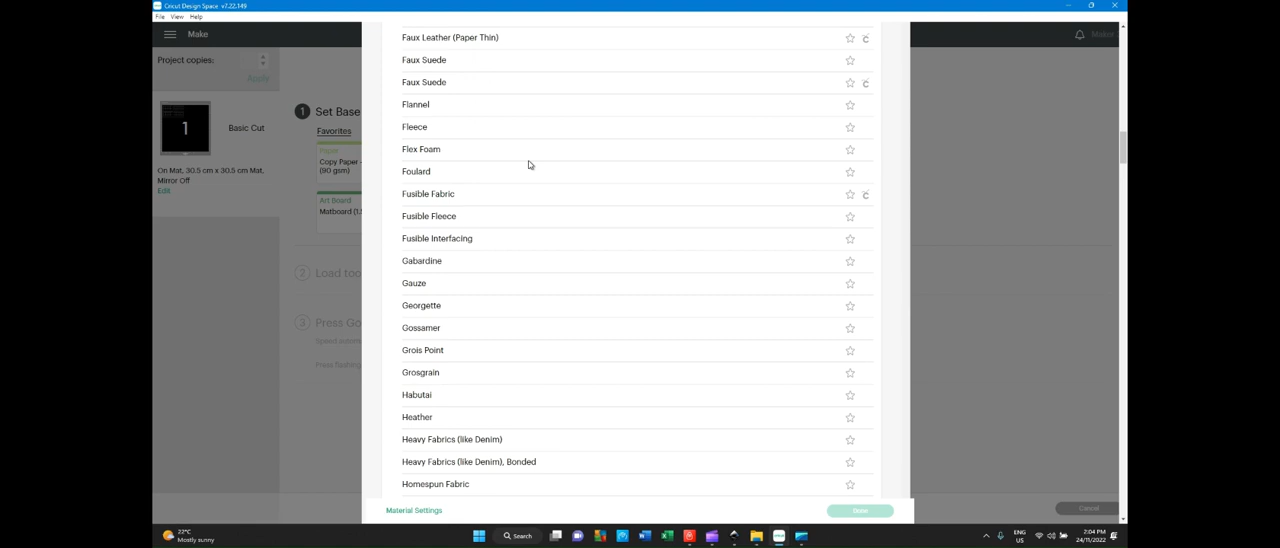 Cricut Design Space v7.22.149
File View Help
Make
Maker
Project copies:
Apply
1
Basic Cut
On Mat, 30.5 cm x 30.5 cm Mat,
Mirror Off
Edit
1 Set Base
Favorites
Paper
Copy Paper -
(90 gsm)
Art Board
Matboard (1.
2 Load too
3 Press Go
Press flashing
Faux Leather (Paper Thin)
Faux Suede
Faux Suede
Flannel
Fleece
Flex Foam
Foulard
Fusible Fabric
Fusible Fleece
Fusible Interfacing
Gabardine
Gauze
Georgette
Gossamer
Grois Point
Grosgrain
Habutai
Heather
Heavy Fabrics (like Denim)
Heavy Fabrics (like Denim), Bonded
Homespun Fabric
Material Settings
Done
Cancel
22°C
Mostly sunny
Search
ENG
US
2:04 PM
24/11/2022